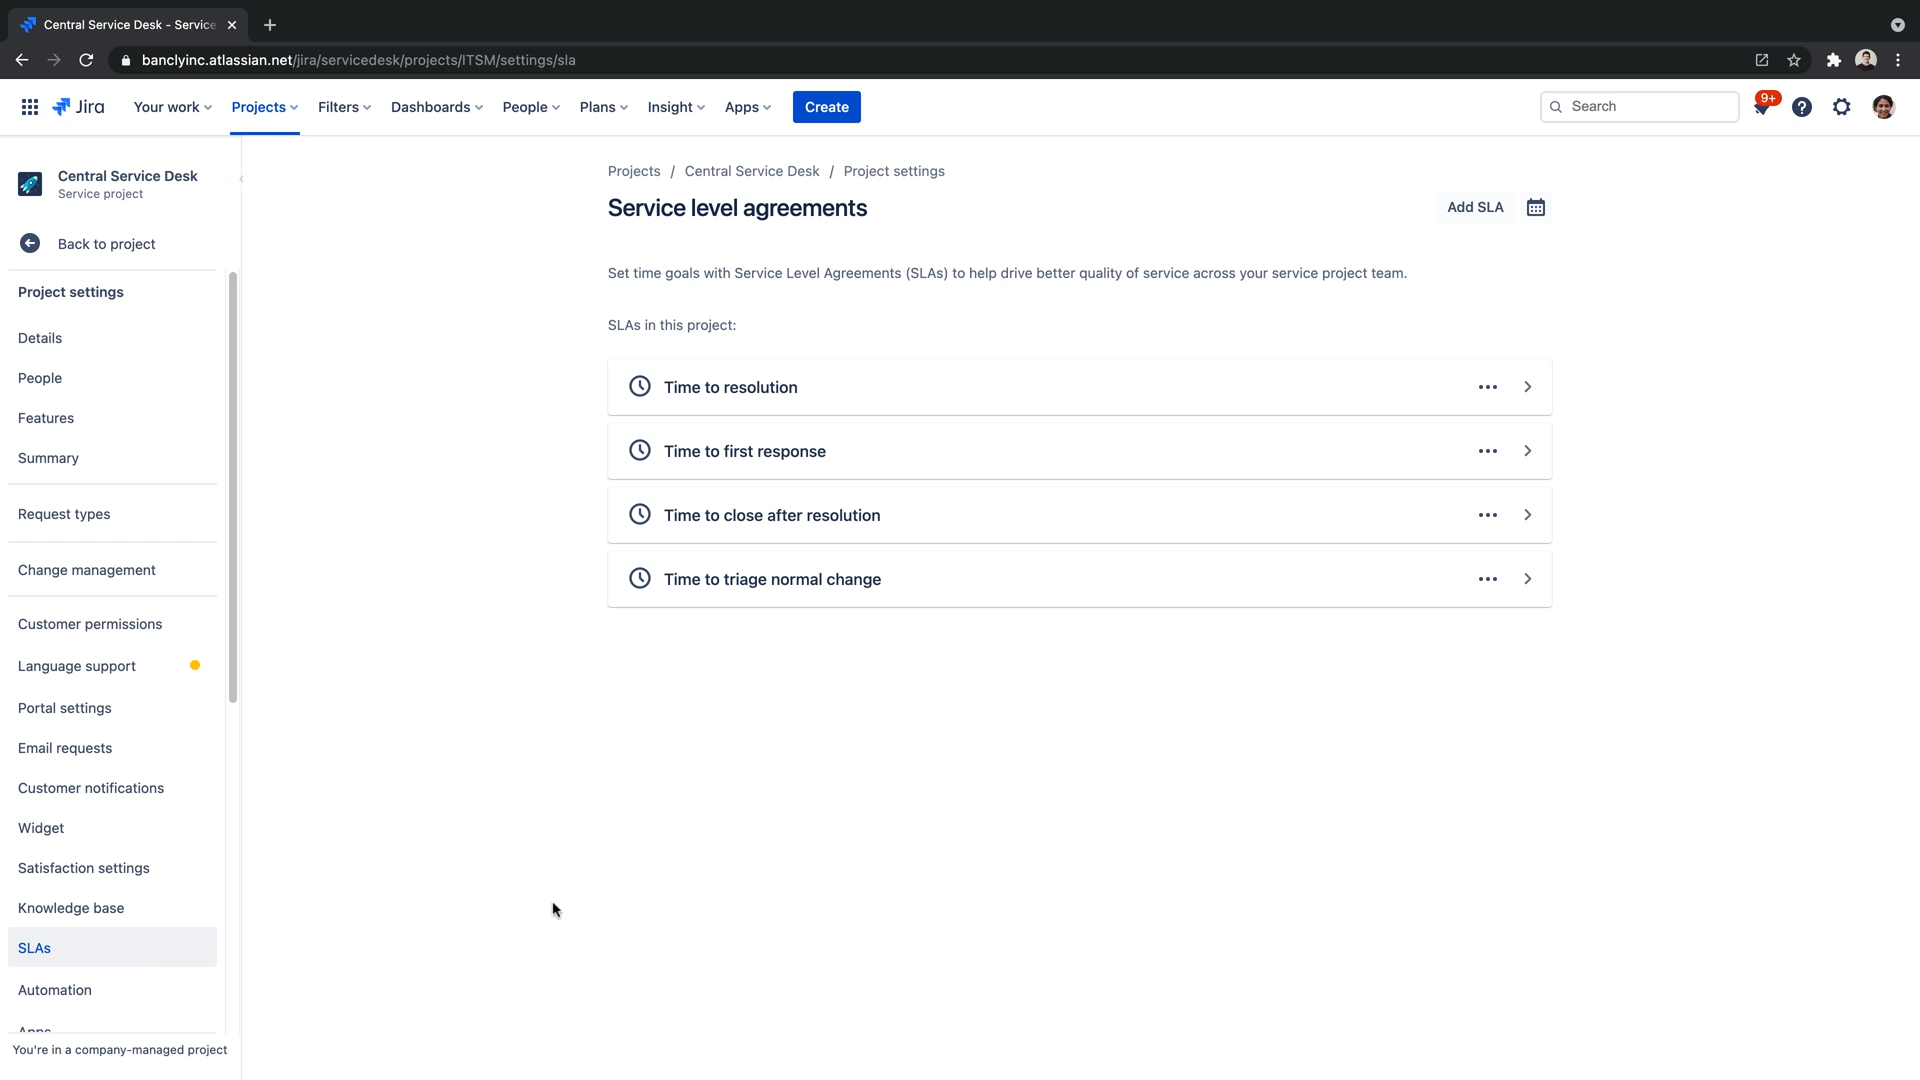 Central Service Desk - Service
banclyinc.atlassian.net/jira/servicedesk/projects/ITSM/settings/sla
Jira Your work Projects Filters Dashboards People Plans Insight Apps Create Search 9+
Central Service Desk
Service project
Back to project
Project settings
Details
People
Features
Summary
Request types
Change management
Customer permissions
Language support
Portal settings
Email requests
Customer notifications
Widget
Satisfaction settings
Knowledge base
SLAs
Automation
Apps
You're in a company-managed project
Projects / Central Service Desk / Project settings
Service level agreements
Add SLA
Set time goals with Service Level Agreements (SLAs) to help drive better quality of service across your service project team.
SLAs in this project:
Time to resolution
Time to first response
Time to close after resolution
Time to triage normal change